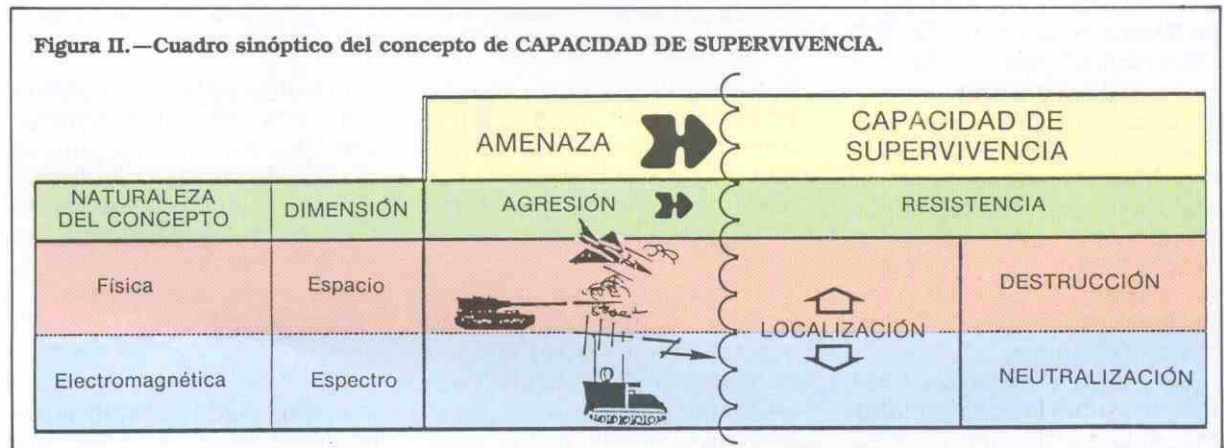 Figura II.—Cuadro sinóptico del concepto de CAPACIDAD DE SUPERVIVENCIA.
AMENAZA
CAPACIDAD DE
SUPERVIVENCIA
NATURALEZA
DEL CONCEPTO
DIMENSIÓN
AGRESIÓN
RESISTENCIA
Física
Espacio
DESTRUCCIÓN
LOCALIZACIÓN
Electromagnética
Espectro
NEUTRALIZACIÓN